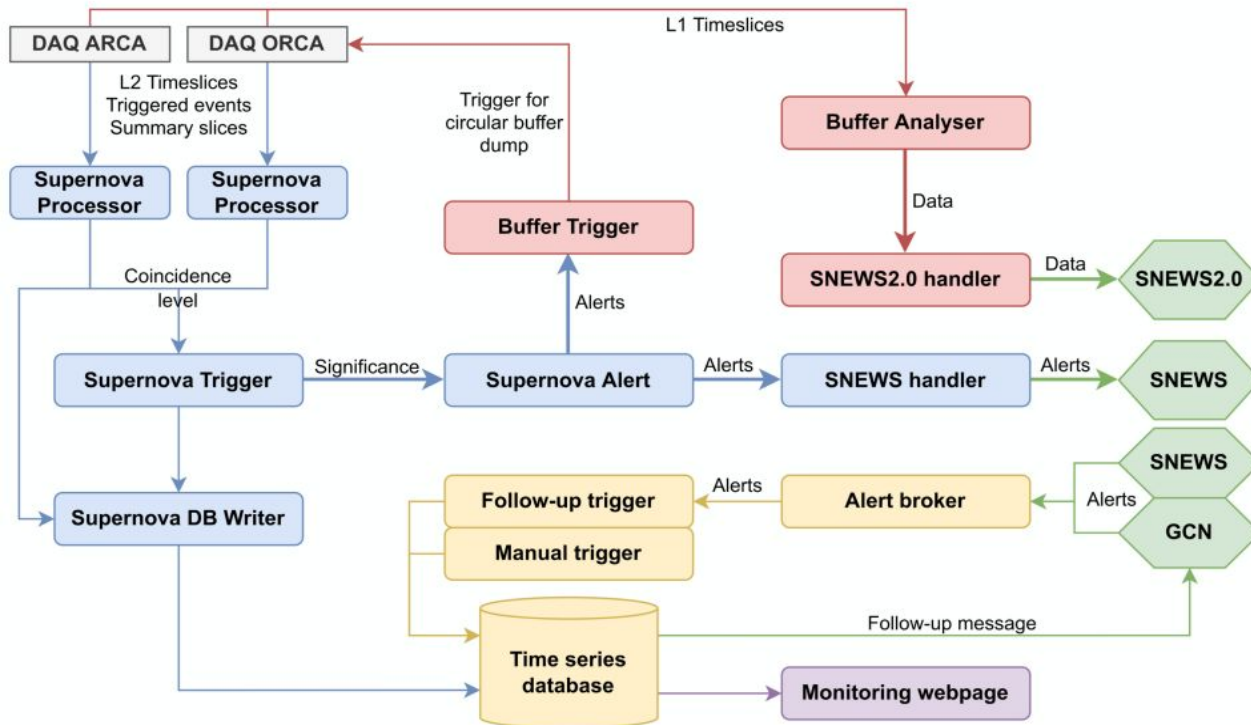 L1 Timeslices
DAQ ARCA
DAQ ORCA
L2 Timeslices
Triggered events
Summary slices
Trigger for
circular buffer
dump
Buffer Analyser
Supernova
Processor
Supernova
Processor
Data
Buffer Trigger
Coincidence
level
Alerts
SNEWS2.0 handler
Data
SNEWS2.0
Supernova Trigger
Significance
Supernova Alert
Alerts
SNEWS handler
Alerts
SNEWS
SNEWS
Follow-up trigger
Alerts
Alert broker
Alerts
Supernova DB Writer
GCN
Manual trigger
Follow-up message
Time series
database
Monitoring webpage